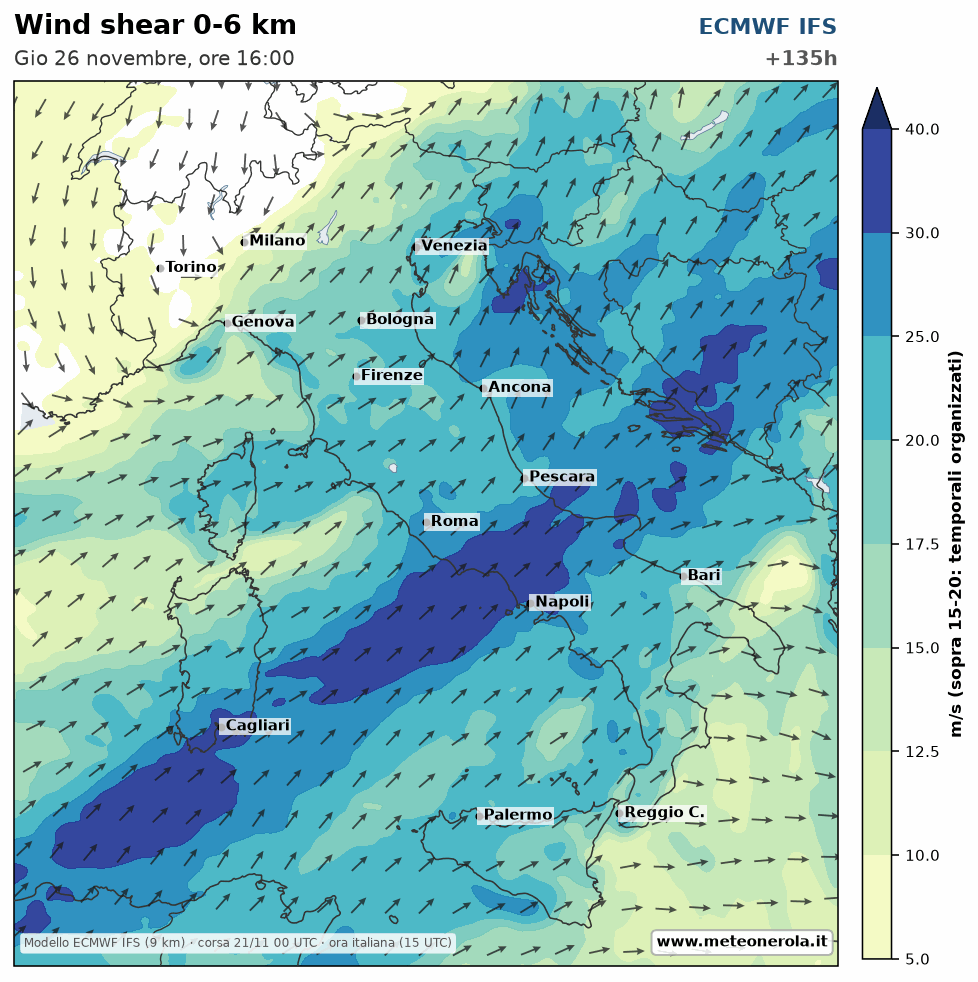 Wind shear 0-6 km
ECMWF IFS
Gio 26 novembre, ore 16:00
+135h
Milano
Venezia
Torino
Genova
Bologna
Firenze
Ancona
Pescara
Roma
Bari
Napoli
Cagliari
Palermo
Reggio C.
40.0
30.0
25.0
20.0
17.5
15.0
12.5
10.0
5.0
m/s (sopra 15-20: temporali organizzati)
Modello ECMWF IFS (9 km) · corsa 21/11 00 UTC · ora italiana (15 UTC)
www.meteonerola.it